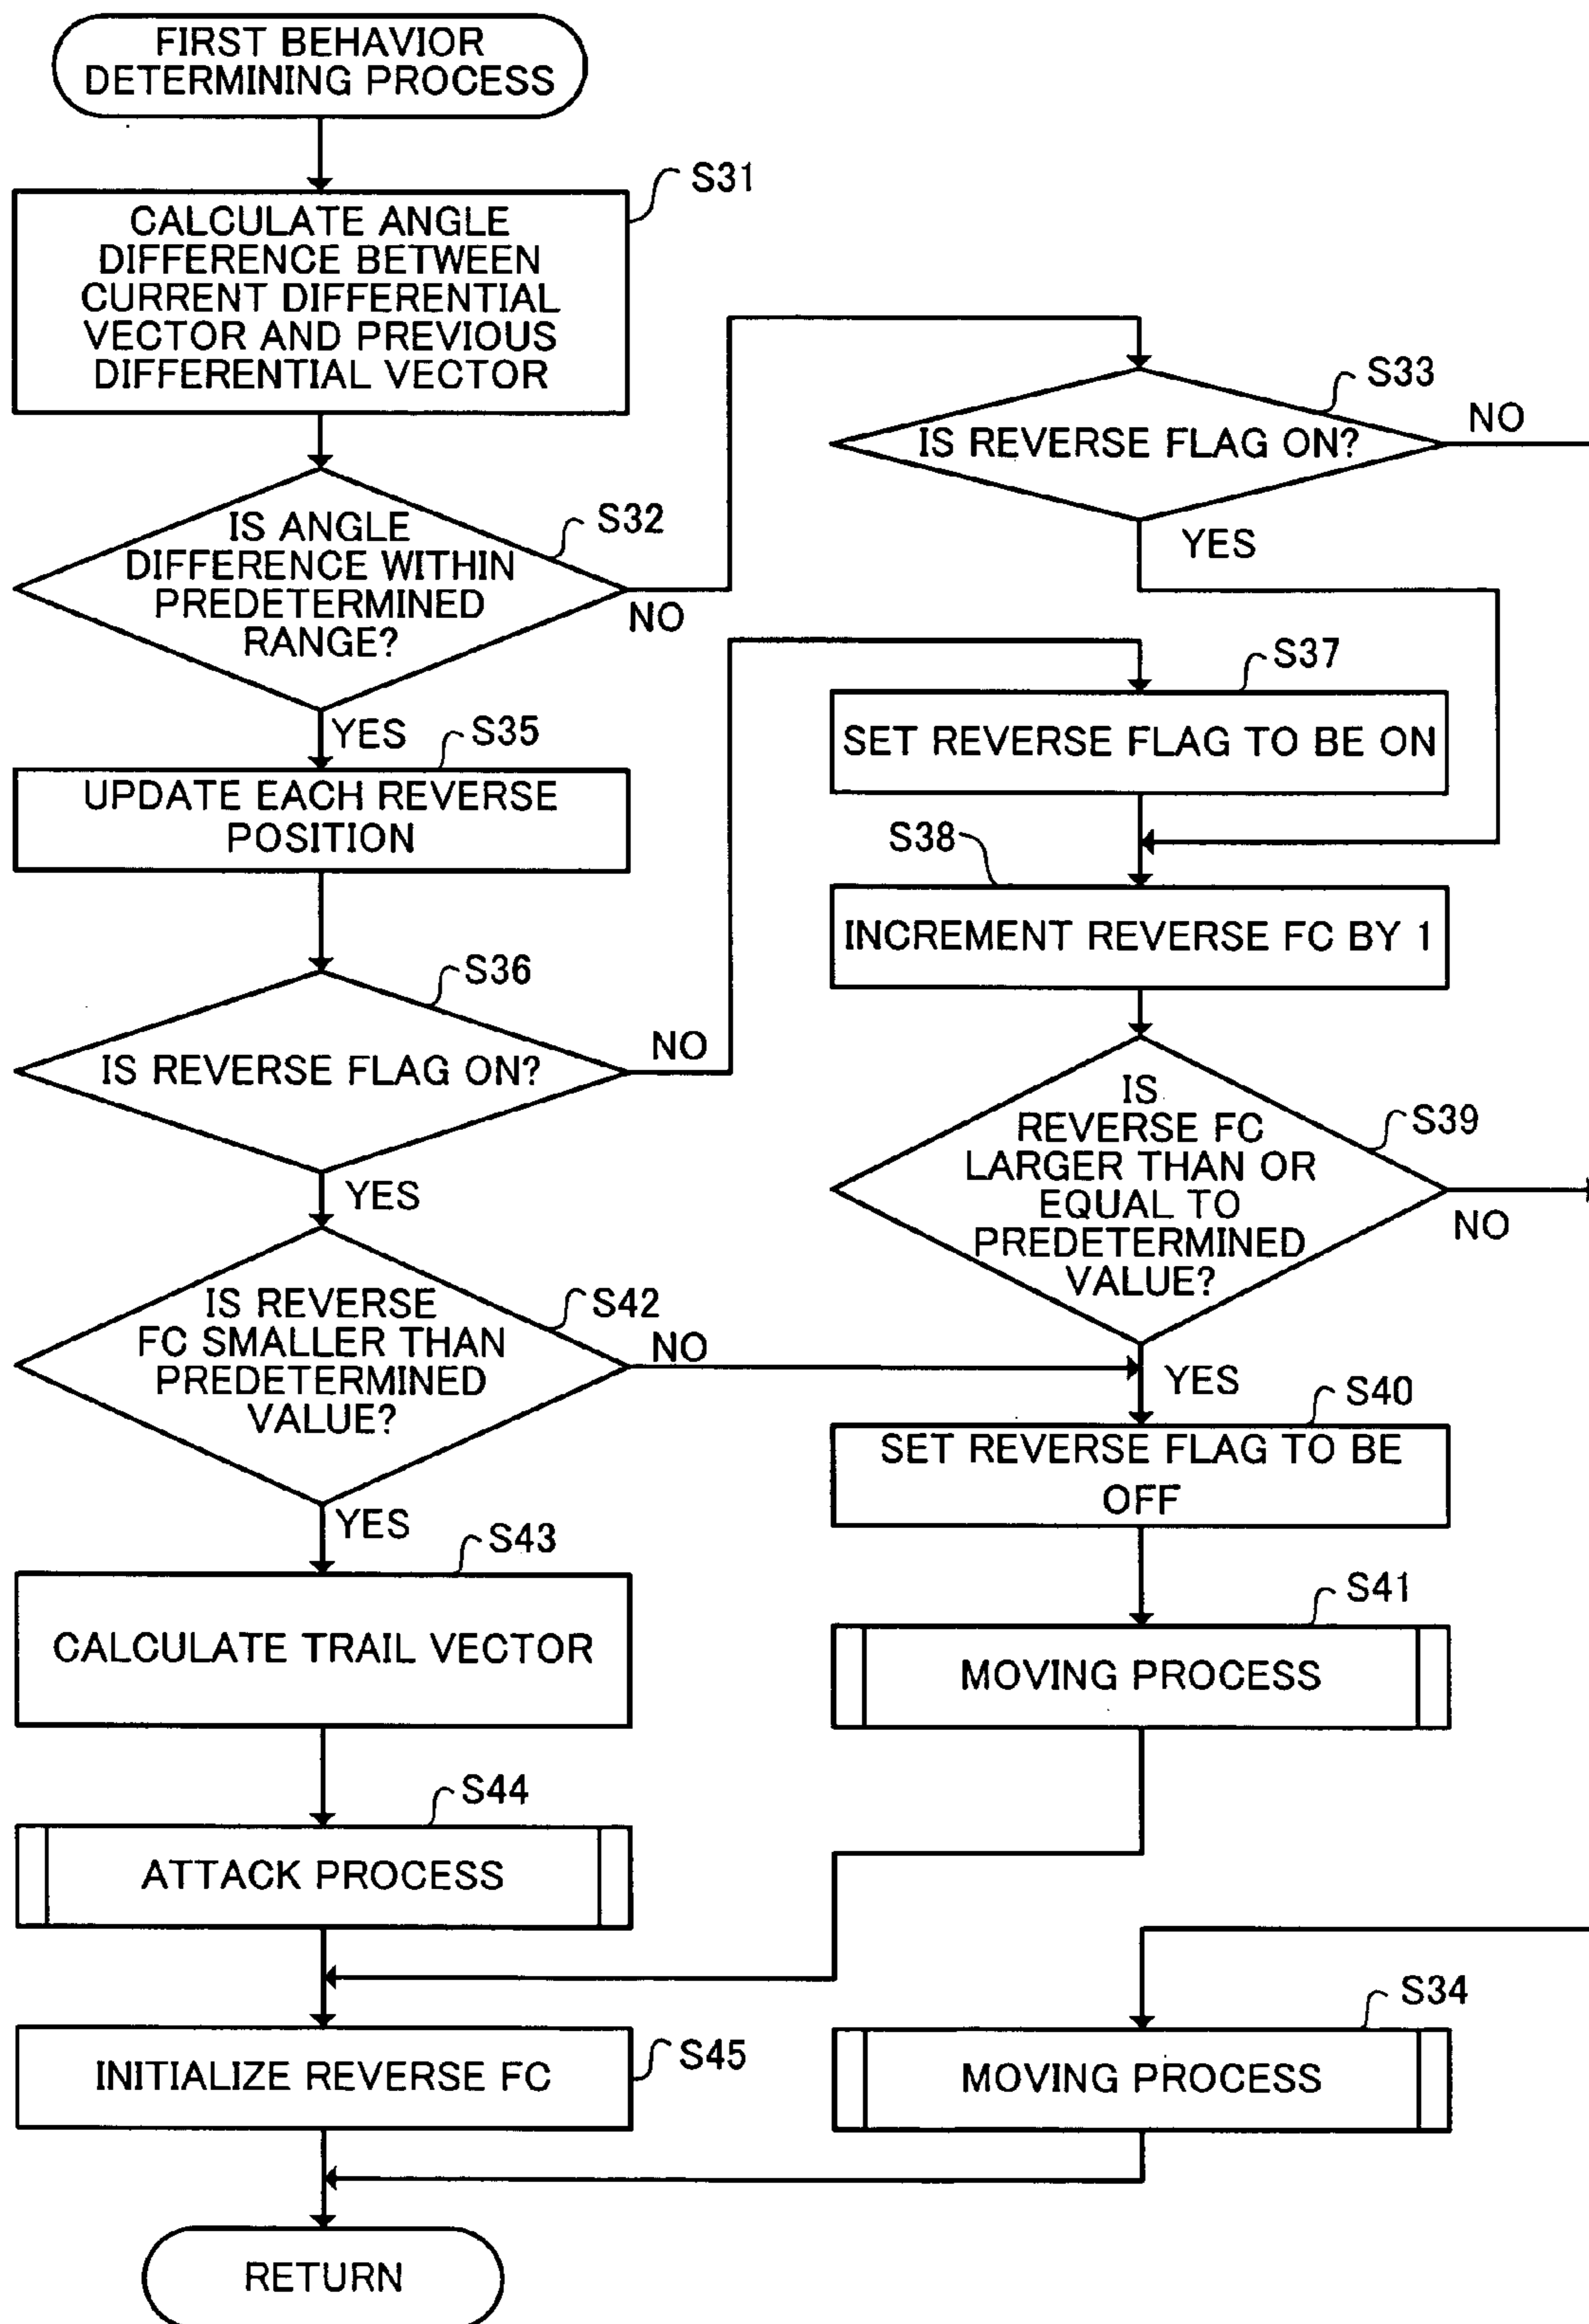 FIRST BEHAVIOR
DETERMINING PROCESS
S31
CALCULATE ANGLE
DIFFERENCE BETWEEN
CURRENT DIFFERENTIAL
VECTOR AND PREVIOUS
DIFFERENTIAL VECTOR
S32
IS ANGLE
DIFFERENCE WITHIN
PREDETERMINED
RANGE?
NO
YES
S33
IS REVERSE FLAG ON?
NO
YES
S35
UPDATE EACH REVERSE
POSITION
S36
IS REVERSE FLAG ON?
NO
YES
S37
SET REVERSE FLAG TO BE ON
S38
INCREMENT REVERSE FC BY 1
S39
IS
REVERSE FC
LARGER THAN OR
EQUAL TO
PREDETERMINED
VALUE?
NO
YES
S42
IS REVERSE
FC SMALLER THAN
PREDETERMINED
VALUE?
NO
YES
S40
SET REVERSE FLAG TO BE
OFF
S41
MOVING PROCESS
S43
CALCULATE TRAIL VECTOR
S44
ATTACK PROCESS
S45
INITIALIZE REVERSE FC
S34
MOVING PROCESS
RETURN